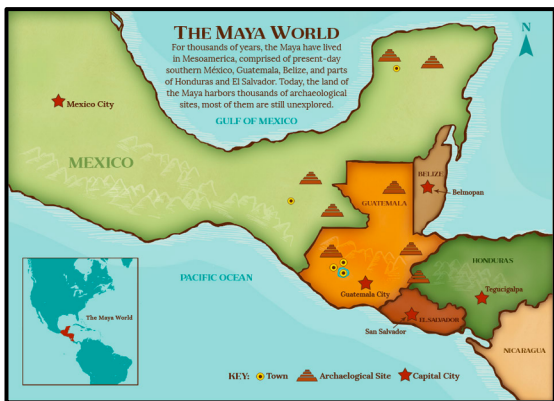 THE MAYA WORLD
For thousands of years, the Maya have lived
in Mesoamerica, comprised of present-day
southern México, Guatemala, Belize, and parts
of Honduras and El Salvador. Today, the land of
the Maya harbors thousands of archaeological
sites, most of them are still unexplored.
N
Mexico City
GULF OF MEXICO
MEXICO
BELIZE
Belmopan
GUATEMALA
PACIFIC OCEAN
HONDURAS
Guatemala City
Tegucigalpa
The Maya World
San Salvador
EL SALVADOR
NICARAGUA
KEY: Town Archaelogical Site Capital City